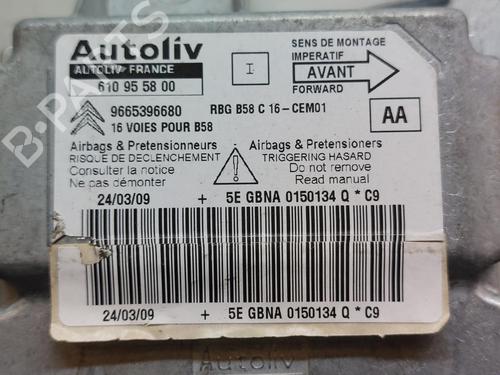 Autoliv
AUTOLIV FRANCE
610 95 58 00
I
SENS DE MONTAGE
IMPERATIF
AVANT
FORWARD
9665396680
RBG B58 C 16-CEM01
16 VOIES POUR B58
AA
Airbags & Pretensionneurs
RISQUE DE DECLENCHEMENT
Consulter la notice
Ne pas démonter
Airbags & Pretensioners
TRIGGERING HASARD
Do not remove
Read manual
24/03/09 + 5E GBNA 0150134 Q * C9
24/03/09 + 5E GBNA 0150134 Q * C9
Autoliv
B-PARTS